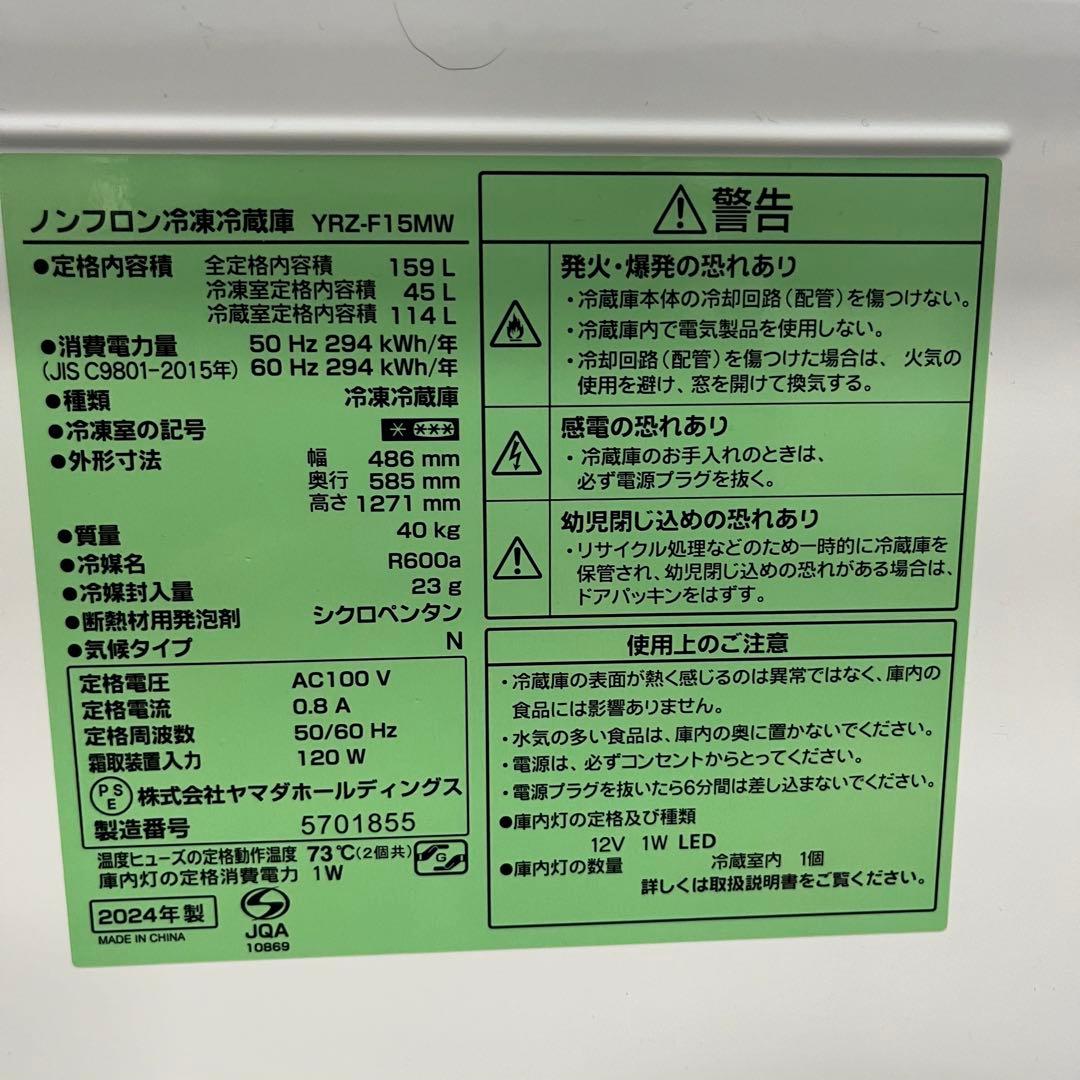 ノンフロン冷凍冷蔵庫 YRZ-F15MW
●定格内容積 全定格内容積 159 L
冷凍室定格内容積 45 L
冷蔵室定格内容積 114 L
●消費電力量 50 Hz 294 kWh/年
(JIS C9801-2015年) 60 Hz 294 kWh/年
●種類 冷凍冷蔵庫
●冷凍室の記号 * ***
●外形寸法 幅 486 mm
奥行 585 mm
高さ 1271 mm
●質量 40 kg
●冷媒名 R600a
●冷媒封入量 23 g
●断熱材用発泡剤 シクロペンタン
●気候タイプ N
定格電圧 AC100 V
定格電流 0.8 A
定格周波数 50/60 Hz
霜取装置入力 120 W
PSE 株式会社ヤマダホールディングス
製造番号 5701855
温度ヒューズの定格動作温度 73℃(2個共) G
庫内灯の定格消費電力 1W
2024年製
MADE IN CHINA
JQA
10869
警告
発火・爆発の恐れあり
・冷蔵庫本体の冷却回路(配管)を傷つけない。
・冷蔵庫内で電気製品を使用しない。
・冷却回路(配管)を傷つけた場合は、火気の
使用を避け、窓を開けて換気する。
感電の恐れあり
・冷蔵庫のお手入れのときは、
必ず電源プラグを抜く。
幼児閉じ込めの恐れあり
・リサイクル処理などのため一時的に冷蔵庫を
保管され、幼児閉じ込めの恐れがある場合は、
ドアパッキンをはずす。
使用上のご注意
・冷蔵庫の表面が熱く感じるのは異常ではなく、庫内の
食品には影響ありません。
・水気の多い食品は、庫内の奥に置かないでください。
・電源は、必ずコンセントからとってください。
・電源プラグを抜いたら6分間は差し込まないでください。
●庫内灯の定格及び種類
12V 1W LED
●庫内灯の数量 冷蔵室内 1個
詳しくは取扱説明書をご覧ください。